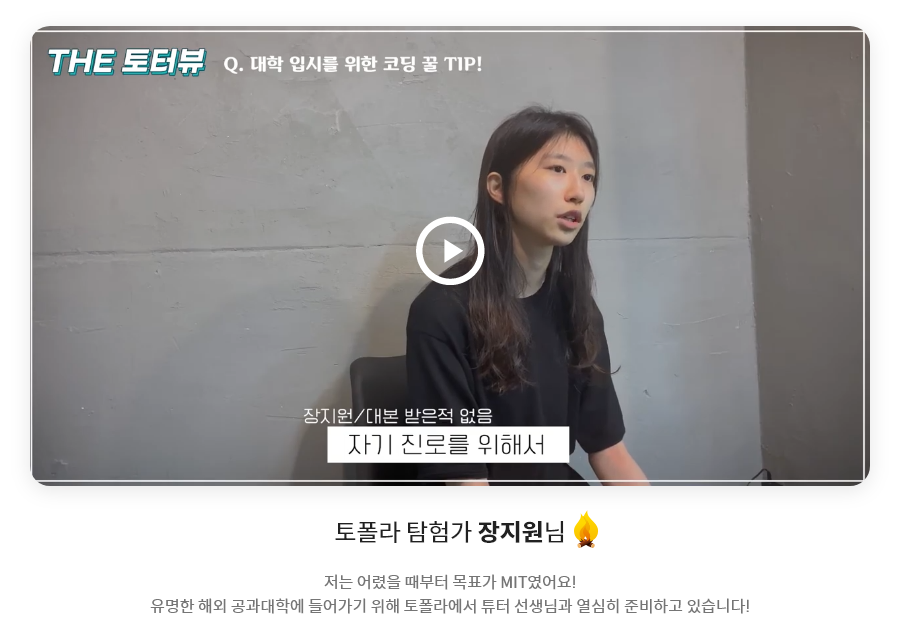 THE 토터뷰 Q. 대학 입시를 위한 코딩 꿀 TIP!
장지원/대본 받은적 없음
자기 진로를 위해서
토폴라 탐험가 장지원님
저는 어렸을 때부터 목표가 MIT였어요!
유명한 해외 공과대학에 들어가기 위해 토폴라에서 튜터 선생님과 열심히 준비하고 있습니다!